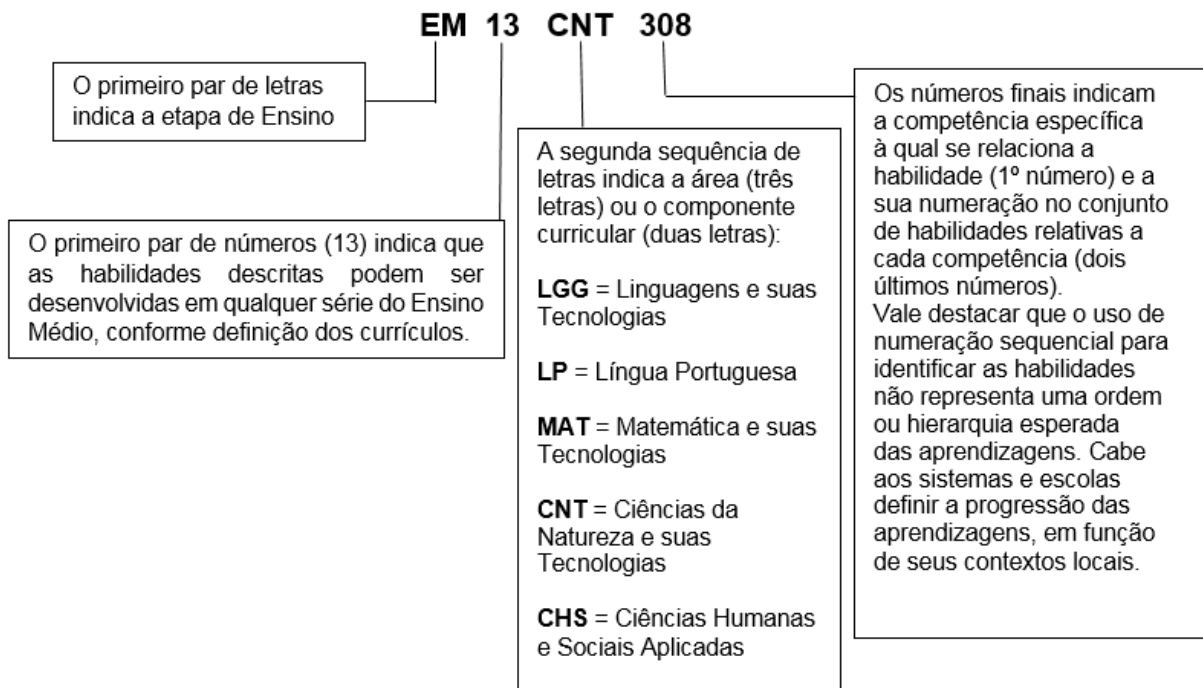 EM 13 CNT 308
O primeiro par de letras
indica a etapa de Ensino
O primeiro par de números (13) indica que
as habilidades descritas podem ser
desenvolvidas em qualquer série do Ensino
Médio, conforme definição dos currículos.
A segunda sequência de
letras indica a área (três
letras) ou o componente
curricular (duas letras):
LGG = Linguagens e suas
Tecnologias
LP = Língua Portuguesa
MAT = Matemática e suas
Tecnologias
CNT = Ciências da
Natureza e suas
Tecnologias
CHS = Ciências Humanas
e Sociais Aplicadas
Os números finais indicam
a competência específica
à qual se relaciona a
habilidade (1º número) e a
sua numeração no conjunto
de habilidades relativas a
cada competência (dois
últimos números).
Vale destacar que o uso de
numeração sequencial para
identificar as habilidades
não representa uma ordem
ou hierarquia esperada
das aprendizagens. Cabe
aos sistemas e escolas
definir a progressão das
aprendizagens, em função
de seus contextos locais.